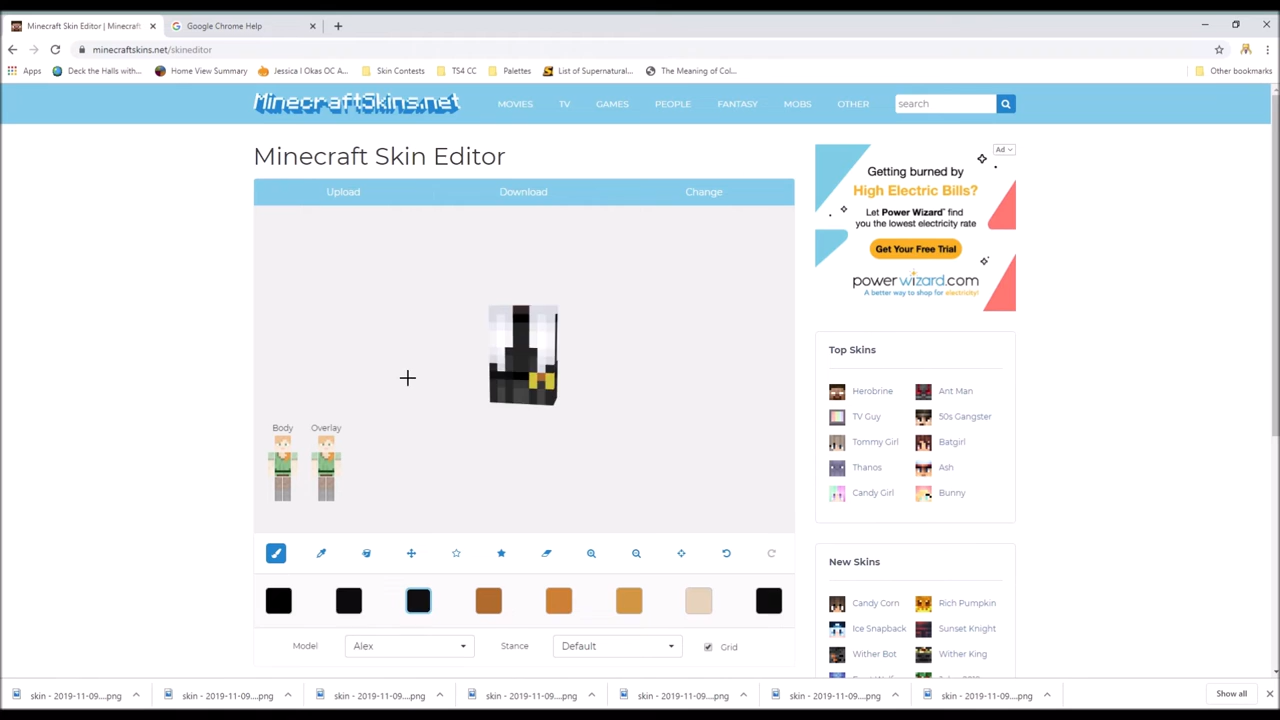 Minecraft Skin Editor | Minecraft
Google Chrome Help
minecraftskins.net/skineditor
Apps
Deck the Halls with...
Home View Summary
Jessica I Okas OC A...
Skin Contests
TS4 CC
Palettes
List of Supernatural...
The Meaning of Col...
Other bookmarks
MinecraftSkins.net
MOVIES TV GAMES PEOPLE FANTASY MOBS OTHER
search
Minecraft Skin Editor
Upload Download Change
Ad
Getting burned by
High Electric Bills?
Let Power Wizard™ find
you the lowest electricity rate
Get Your Free Trial
powerwizard.com
A better way to shop for electricity!
Body Overlay
Top Skins
Herobrine Ant Man
TV Guy 50s Gangster
Tommy Girl Batgirl
Thanos Ash
Candy Girl Bunny
New Skins
Candy Corn Rich Pumpkin
Ice Snapback Sunset Knight
Wither Bot Wither King
Model Alex Stance Default Grid
skin - 2019-11-09....png
skin - 2019-11-09....png
skin - 2019-11-09....png
skin - 2019-11-09....png
skin - 2019-11-09....png
skin - 2019-11-09....png
skin - 2019-11-09....png
Show all